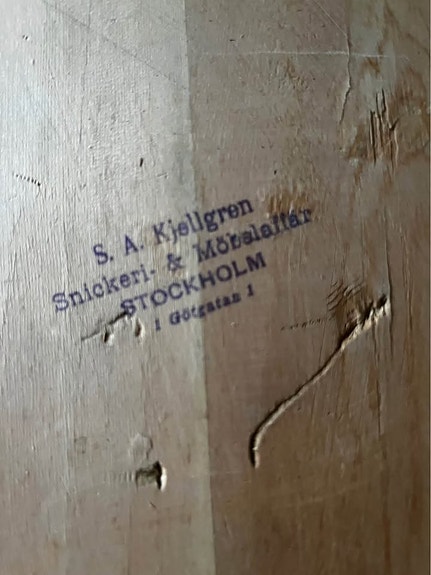 S. A. Kjellgren
Snickeri- & Möbelaffär
STOCKHOLM
1 Götgatan 1